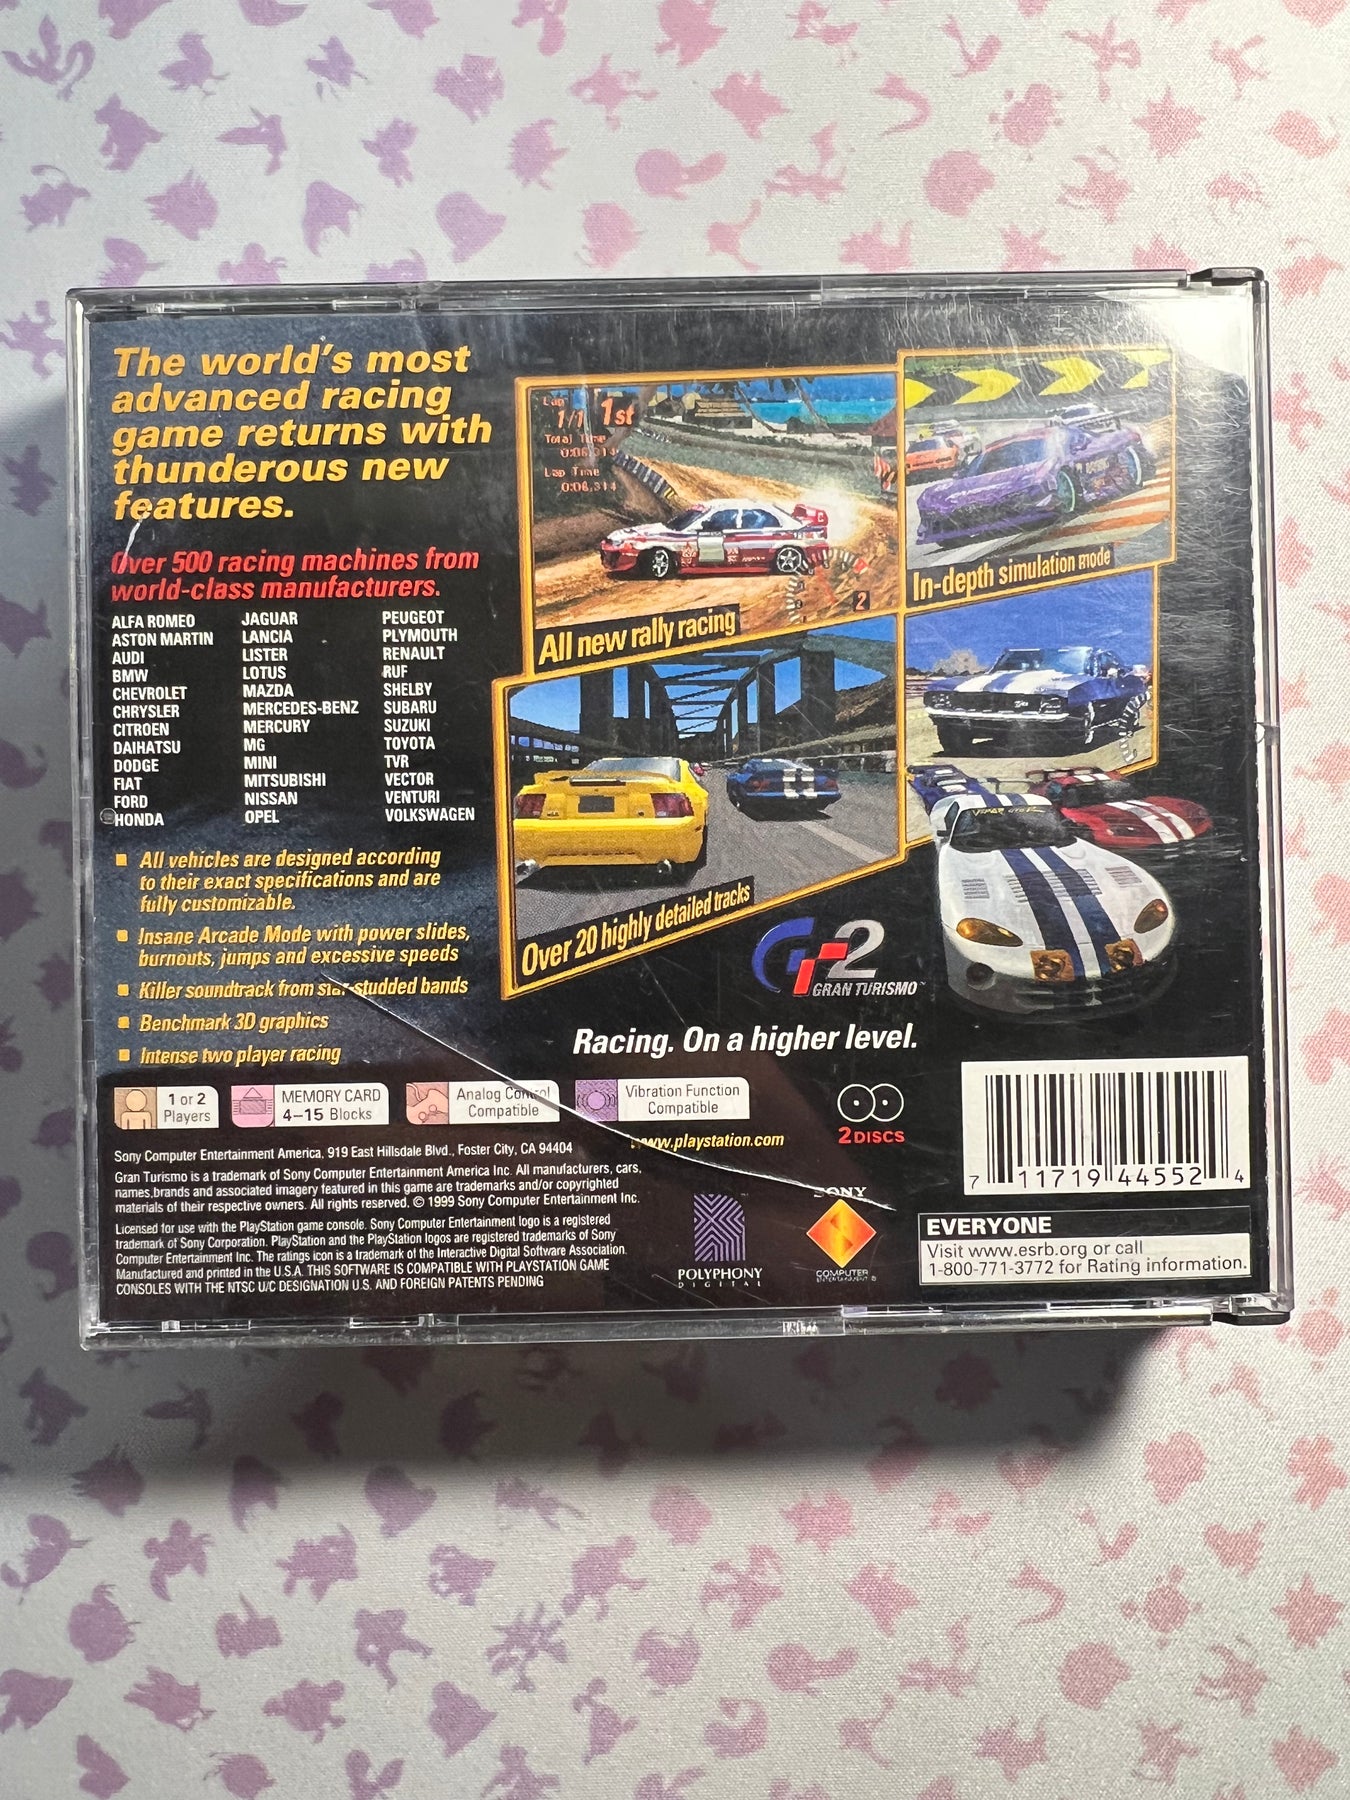 The world's most
advanced racing
game returns with
thunderous new
features.
Over 500 racing machines from
world-class manufacturers.
ALFA ROMEO
ASTON MARTIN
AUDI
BMW
CHEVROLET
CHRYSLER
CITROEN
DAIHATSU
DODGE
FIAT
FORD
HONDA
JAGUAR
LANCIA
LISTER
LOTUS
MAZDA
MERCEDES-BENZ
MERCURY
MG
MINI
MITSUBISHI
NISSAN
OPEL
PEUGEOT
PLYMOUTH
RENAULT
RUF
SHELBY
SUBARU
SUZUKI
TOYOTA
TVR
VECTOR
VENTURI
VOLKSWAGEN
All vehicles are designed according
to their exact specifications and are
fully customizable.
Insane Arcade Mode with power slides,
burnouts, jumps and excessive speeds
Killer soundtrack from star-studded bands
Benchmark 3D graphics
Intense two player racing
Lap
1/1 1st
Total Time
0:06.314
Lap Time
0:06.314
2
All new rally racing
In-depth simulation mode
Over 20 highly detailed tracks
GT2
GRAN TURISMO™
Racing. On a higher level.
1 or 2
Players
MEMORY CARD
4–15 Blocks
Analog Control
Compatible
Vibration Function
Compatible
www.playstation.com
2 DISCS
7 11719 44552 4
Sony Computer Entertainment America, 919 East Hillsdale Blvd., Foster City, CA 94404
Gran Turismo is a trademark of Sony Computer Entertainment America Inc. All manufacturers, cars,
names,brands and associated imagery featured in this game are trademarks and/or copyrighted
materials of their respective owners. All rights reserved. © 1999 Sony Computer Entertainment Inc.
Licensed for use with the PlayStation game console. Sony Computer Entertainment logo is a registered
trademark of Sony Corporation. PlayStation and the PlayStation logos are registered trademarks of Sony
Computer Entertainment Inc. The ratings icon is a trademark of the Interactive Digital Software Association.
Manufactured and printed in the U.S.A. THIS SOFTWARE IS COMPATIBLE WITH PLAYSTATION GAME
CONSOLES WITH THE NTSC U/C DESIGNATION U.S. AND FOREIGN PATENTS PENDING
POLYPHONY
DIGITAL
SONY
COMPUTER
ENTERTAINMENT ®
EVERYONE
Visit www.esrb.org or call
1-800-771-3772 for Rating information.